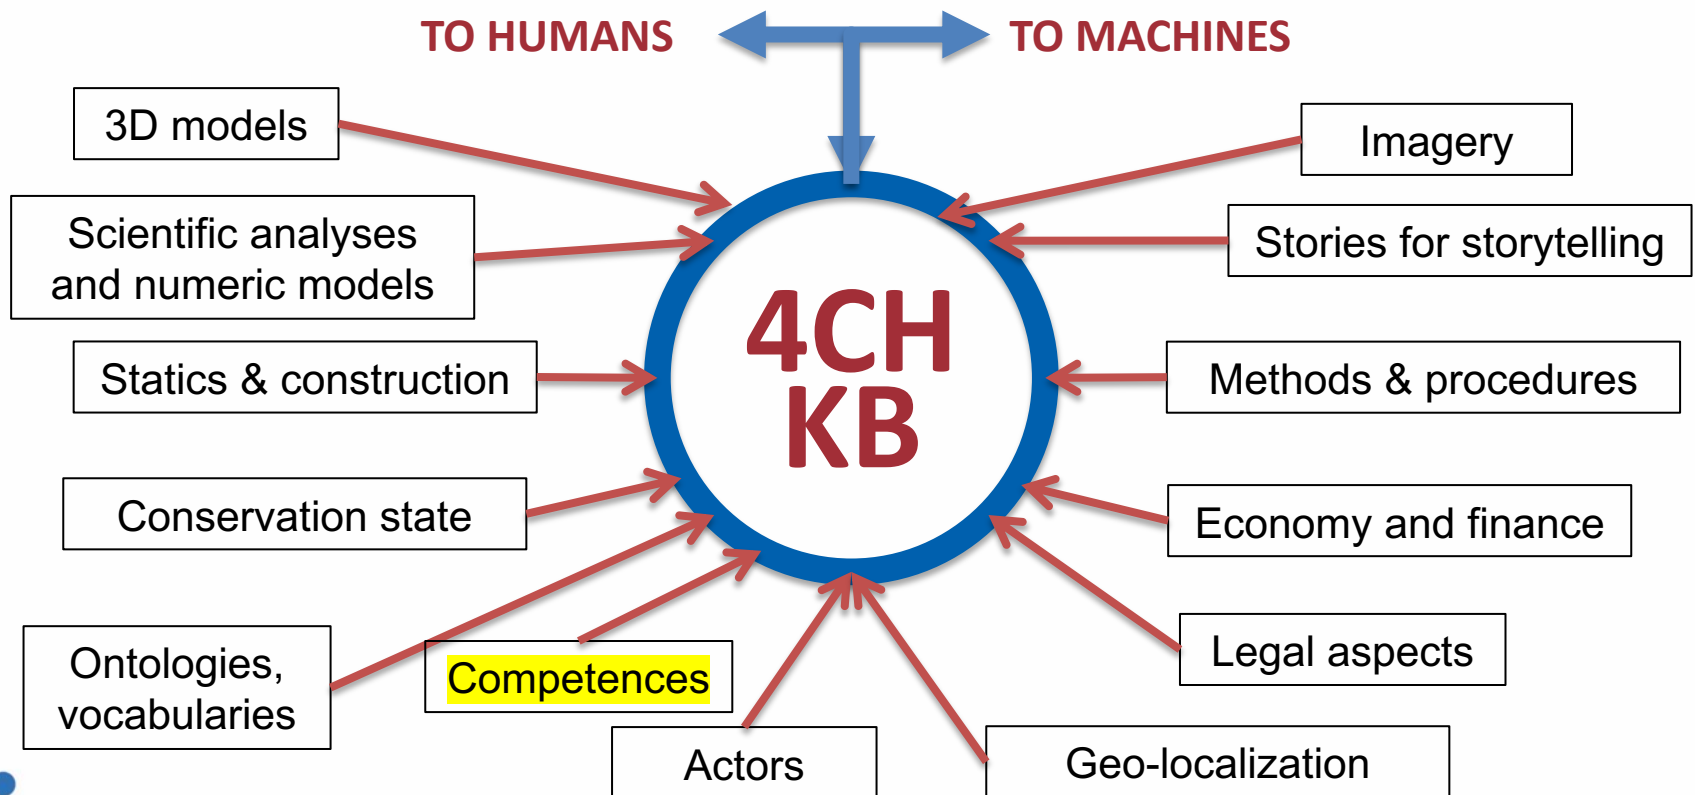 TO HUMANS
TO MACHINES
3D models
Imagery
Scientific analyses
and numeric models
Stories for storytelling
4CH
KB
Statics & construction
Methods & procedures
Conservation state
Economy and finance
Ontologies,
vocabularies
Competences
Legal aspects
Actors
Geo-localization